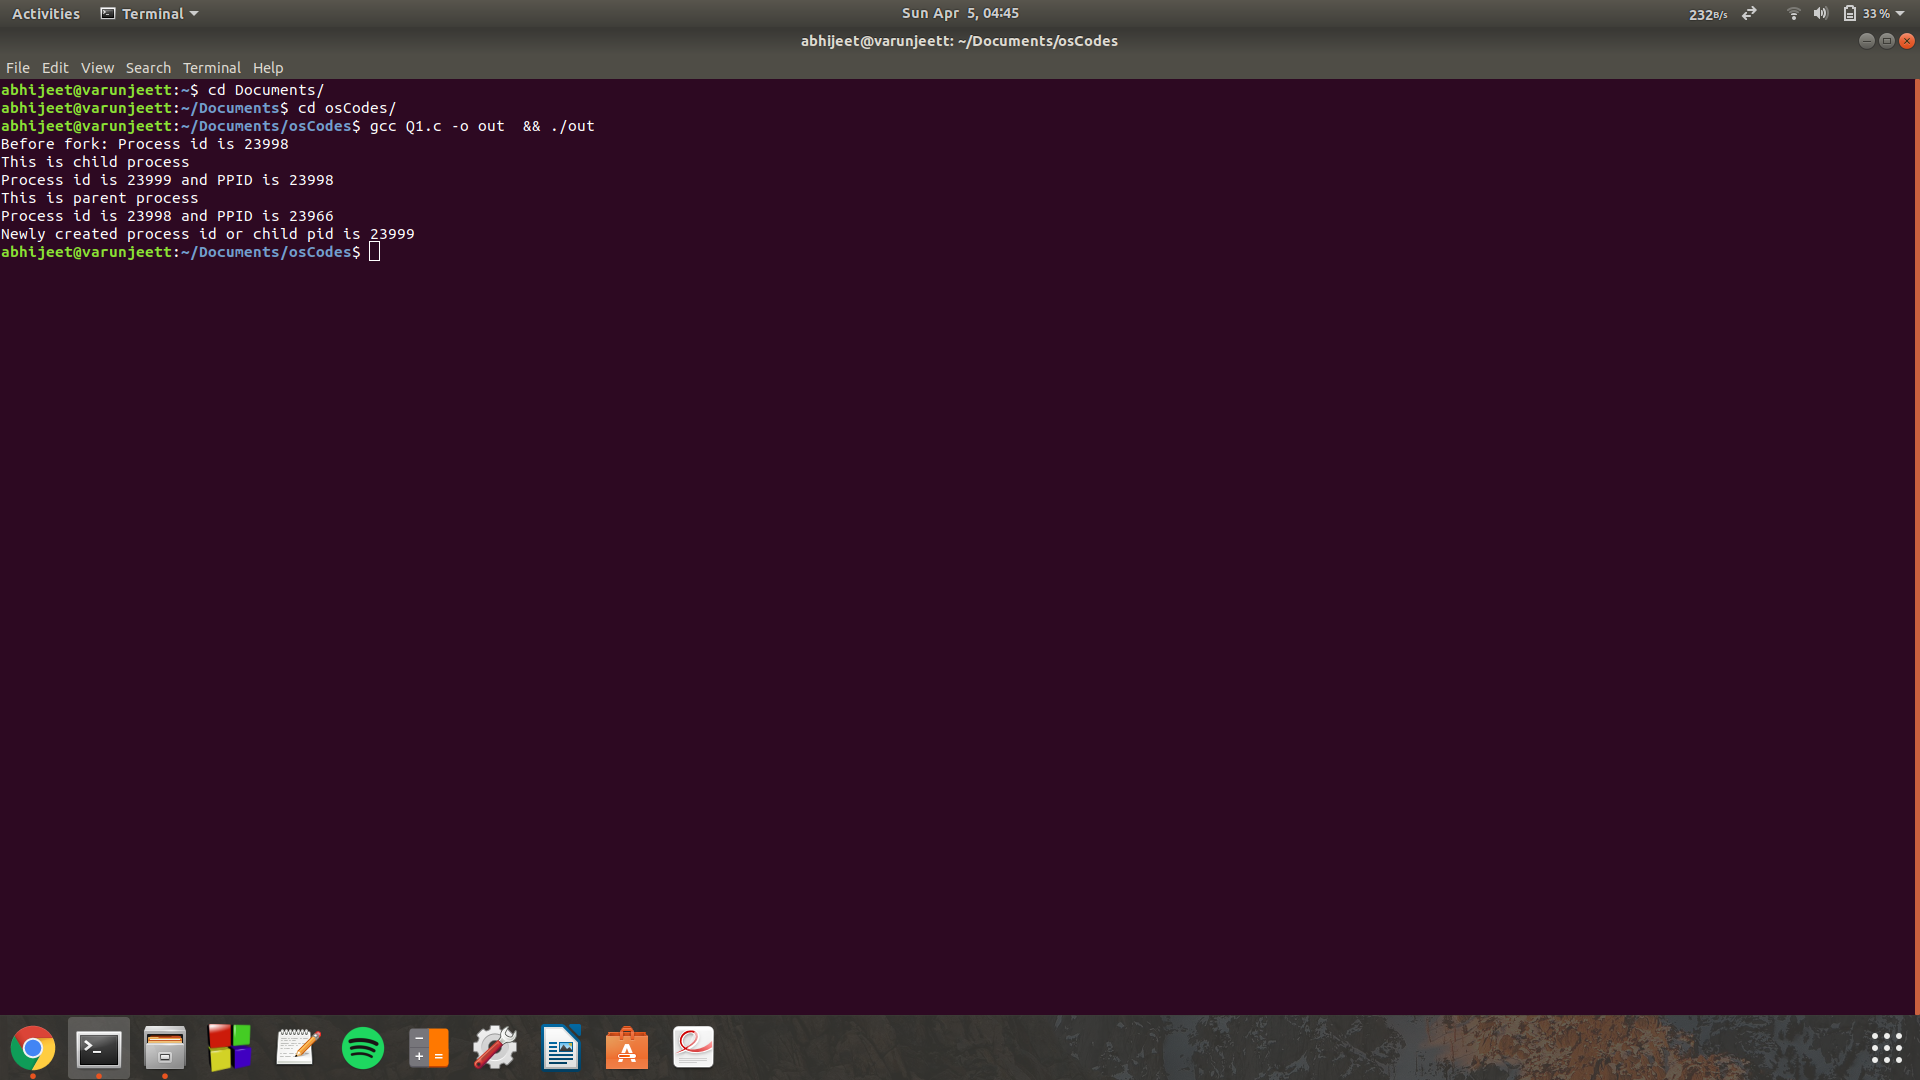 Activities Terminal Sun Apr 5, 04:45 232B/s 33 %
abhijeet@varunjeett: ~/Documents/osCodes
File Edit View Search Terminal Help
abhijeet@varunjeett:~$ cd Documents/
abhijeet@varunjeett:~/Documents$ cd osCodes/
abhijeet@varunjeett:~/Documents/osCodes$ gcc Q1.c -o out  && ./out
Before fork: Process id is 23998
This is child process
Process id is 23999 and PPID is 23998
This is parent process
Process id is 23998 and PPID is 23966
Newly created process id or child pid is 23999
abhijeet@varunjeett:~/Documents/osCodes$